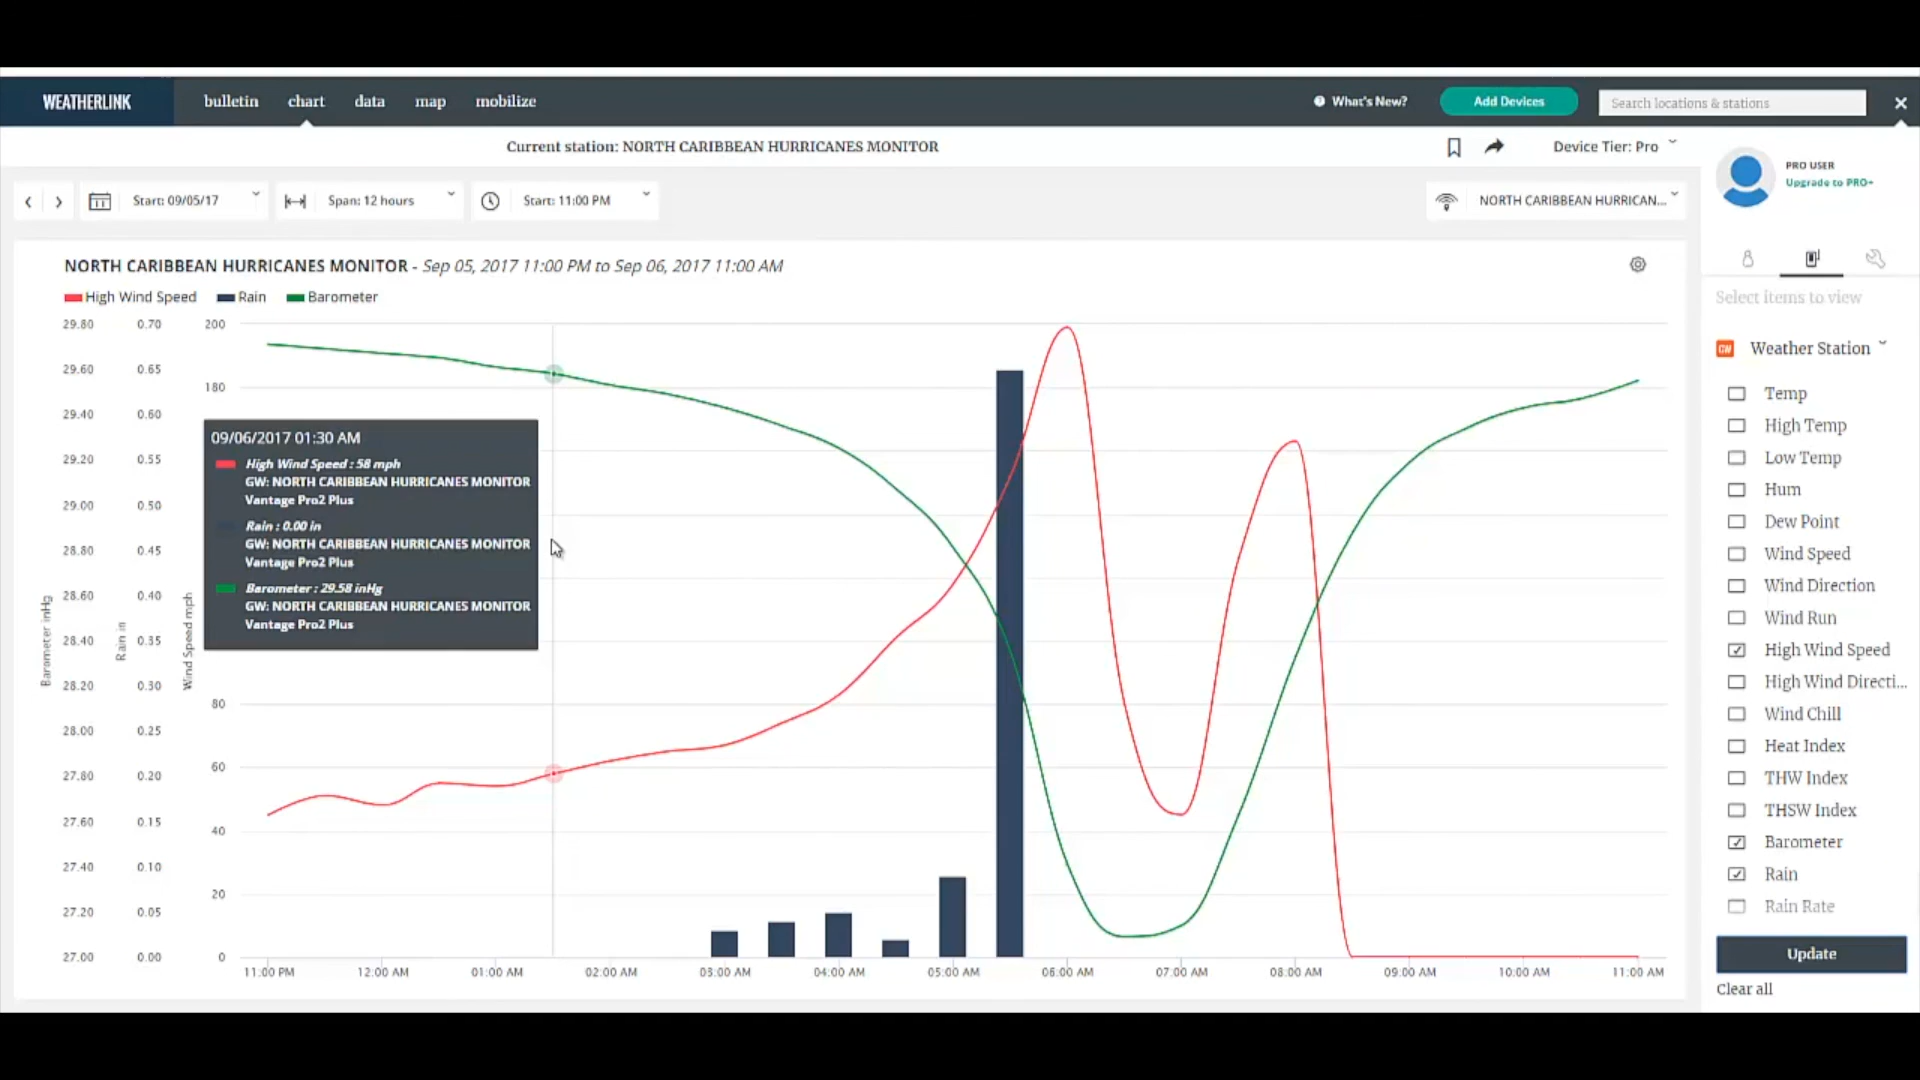 WEATHERLINK bulletin chart data map mobilize What's New? Add Devices Search locations & stations
Current station: NORTH CARIBBEAN HURRICANES MONITOR Device Tier: Pro
PRO USER
Upgrade to PRO+
Start: 09/05/17 Span: 12 hours Start: 11:00 PM NORTH CARIBBEAN HURRICAN...
NORTH CARIBBEAN HURRICANES MONITOR - Sep 05, 2017 11:00 PM to Sep 06, 2017 11:00 AM
High Wind Speed Rain Barometer
29.80 0.70 200
29.60 0.65 180
29.40 0.60
29.20 0.55
29.00 0.50
28.80 0.45
28.60 0.40
28.40 0.35
28.20 0.30 80
28.00 0.25
27.80 0.20 60
27.60 0.15 40
27.40 0.10 20
27.20 0.05
27.00 0.00 0
Barometer inHg
Rain in
Wind Speed mph
09/06/2017 01:30 AM
High Wind Speed : 58 mph
GW: NORTH CARIBBEAN HURRICANES MONITOR
Vantage Pro2 Plus
Rain : 0.00 in
GW: NORTH CARIBBEAN HURRICANES MONITOR
Vantage Pro2 Plus
Barometer : 29.58 inHg
GW: NORTH CARIBBEAN HURRICANES MONITOR
Vantage Pro2 Plus
11:00 PM 12:00 AM 01:00 AM 02:00 AM 03:00 AM 04:00 AM 05:00 AM 06:00 AM 07:00 AM 08:00 AM 09:00 AM 10:00 AM 11:00 AM
Select items to view
GW Weather Station
Temp
High Temp
Low Temp
Hum
Dew Point
Wind Speed
Wind Direction
Wind Run
High Wind Speed
High Wind Directi...
Wind Chill
Heat Index
THW Index
THSW Index
Barometer
Rain
Rain Rate
Update
Clear all